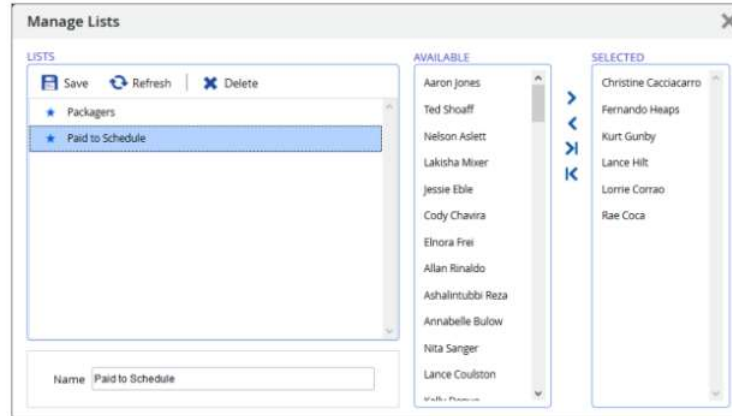 Manage Lists
LISTS
Save Refresh Delete
Packagers
Paid to Schedule
Name Paid to Schedule
AVAILABLE
Aaron Jones
Ted Shoaff
Nelson Aslett
Lakisha Mixer
Jessie Eble
Cody Chavira
Elnora Frei
Allan Rinaldo
Ashalintubbi Reza
Annabelle Bulow
Nita Sanger
Lance Coulston
Kelly
SELECTED
Christine Cacciacarro
Fernando Heaps
Kurt Gunby
Lance Hilt
Lorrie Corrao
Rae Coca